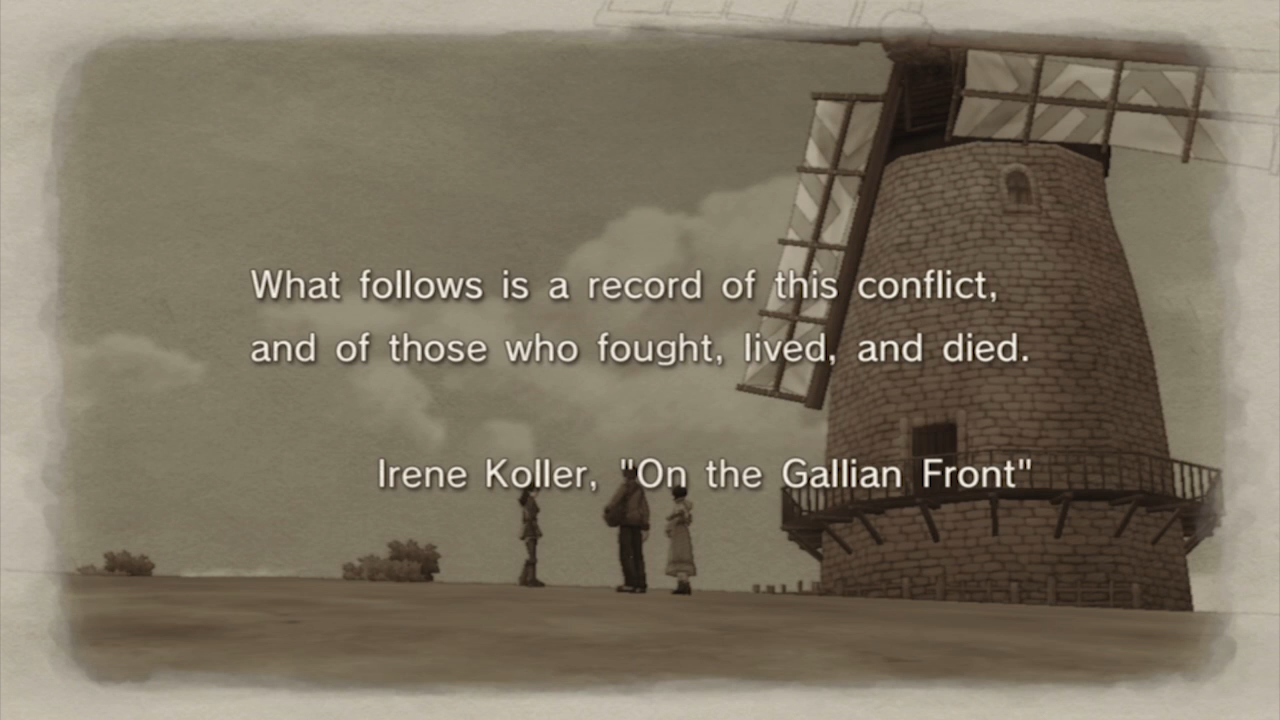 What follows is a record of this conflict,
and of those who fought, lived, and died.
Irene Koller, "On the Gallian Front"